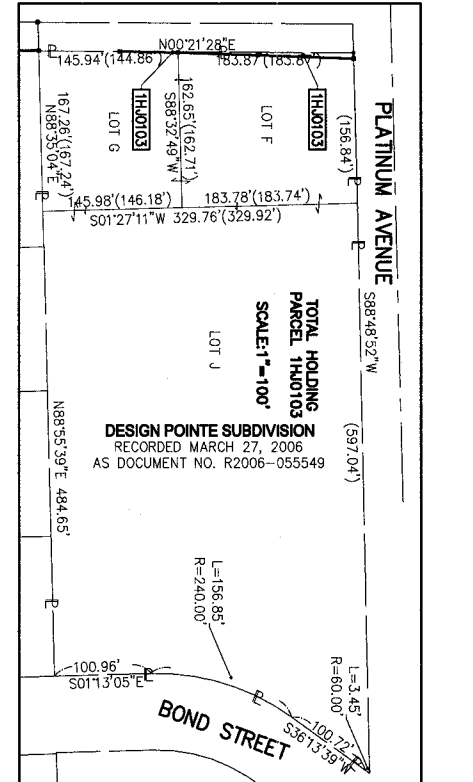 N00°21'28"E
145.94'(144.86'
183.87'(183.87'
1HJ0103
1HJ0103
PLATINUM AVENUE
(156.84')
162.65'(162.71')
S88°32'49"W
LOT F
LOT G
167.26'(167.24')
N88°35'04"E
145.98'(146.18')
183.78'(183.74')
S01°27'11"W 329.76'(329.92')
S88°48'52"W
(597.04')
TOTAL HOLDING
PARCEL 1HJ0103
SCALE:1"=100'
LOT J
DESIGN POINTE SUBDIVISION
RECORDED MARCH 27, 2006
AS DOCUMENT NO. R2006-055549
N88°55'39"E 484.65'
L=156.85'
R=240.00'
L=3.45'
R=60.00'
100.96'
S01°13'05"E
BOND STREET
100.72'
S36°13'39"W